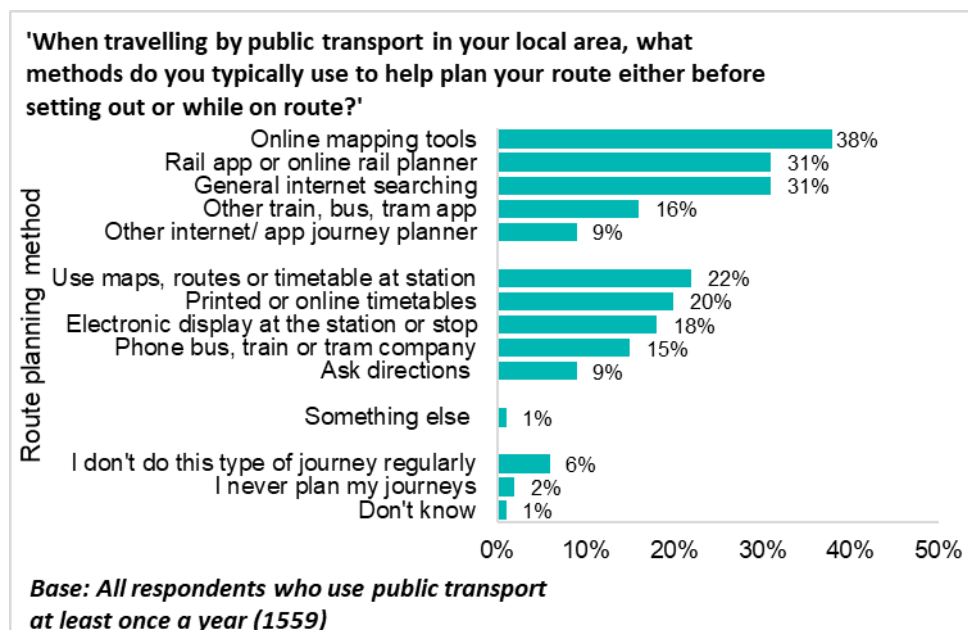 'When travelling by public transport in your local area, what
methods do you typically use to help plan your route either before
setting out or while on route?'
Route planning method
Online mapping tools 38%
Rail app or online rail planner 31%
General internet searching 31%
Other train, bus, tram app 16%
Other internet/ app journey planner 9%
Use maps, routes or timetable at station 22%
Printed or online timetables 20%
Electronic display at the station or stop 18%
Phone bus, train or tram company 15%
Ask directions 9%
Something else 1%
I don't do this type of journey regularly 6%
I never plan my journeys 2%
Don't know 1%
0% 10% 20% 30% 40% 50%
Base: All respondents who use public transport
at least once a year (1559)